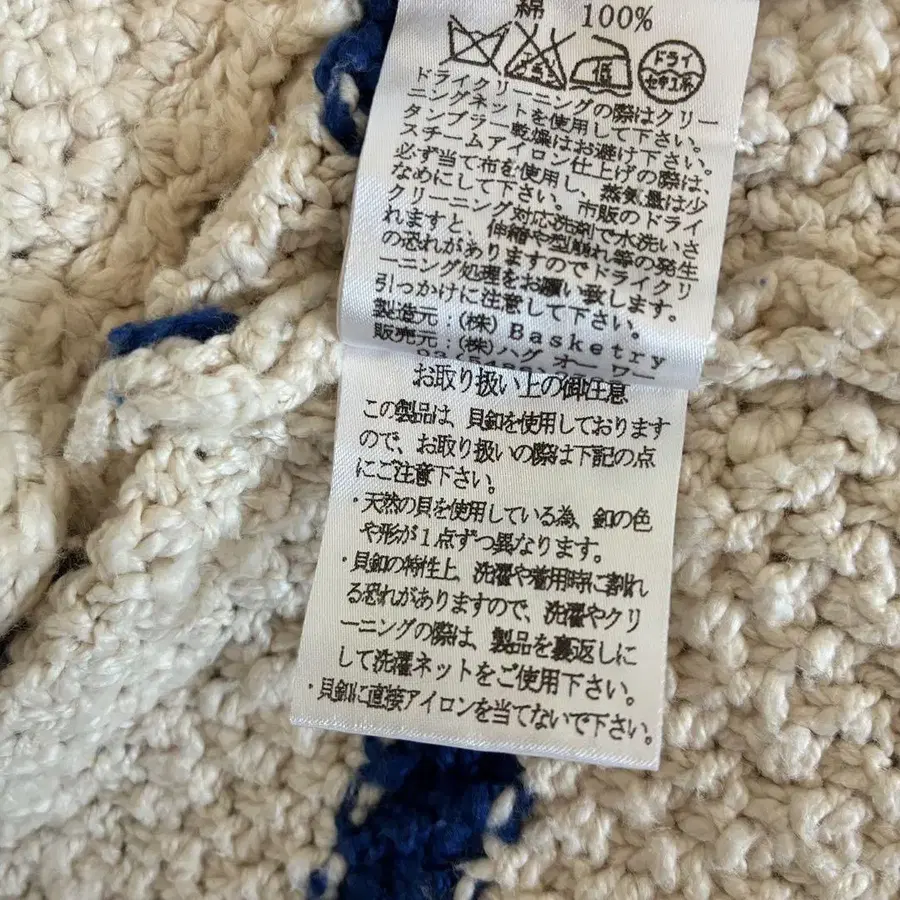 綿 100%
低
ドライ
セキユ系
ドライクリーニングの際はクリー
ニングネットを使用して下さい。
タンブラー乾燥はお避け下さい。
スチームアイロン仕上げの際は、
必ず当て布を使用し、蒸気量は少
なめにして下さい。市販のドライ
クリーニング対応洗剤で水洗いさ
れますと、伸縮や型崩れ等の発生
の恐れがありますのでドライクリ
ーニング処理をお願い致します。
引っかけに注意して下さい。
製造元:(株)Basketry
販売元:(株)ハグ オー ワー
お取り扱い上の御注意
この製品は、貝釦を使用しております
ので、お取り扱いの際は下記の点
にご注意下さい。
・天然の貝を使用している為、釦の色
や形が1点ずつ異なります。
・貝釦の特性上、洗濯や着用時に割れ
る恐れがありますので、洗濯やクリ
ーニングの際は、製品を裏返しに
して洗濯ネットをご使用下さい。
・貝釦に直接アイロンを当てないで下さい。